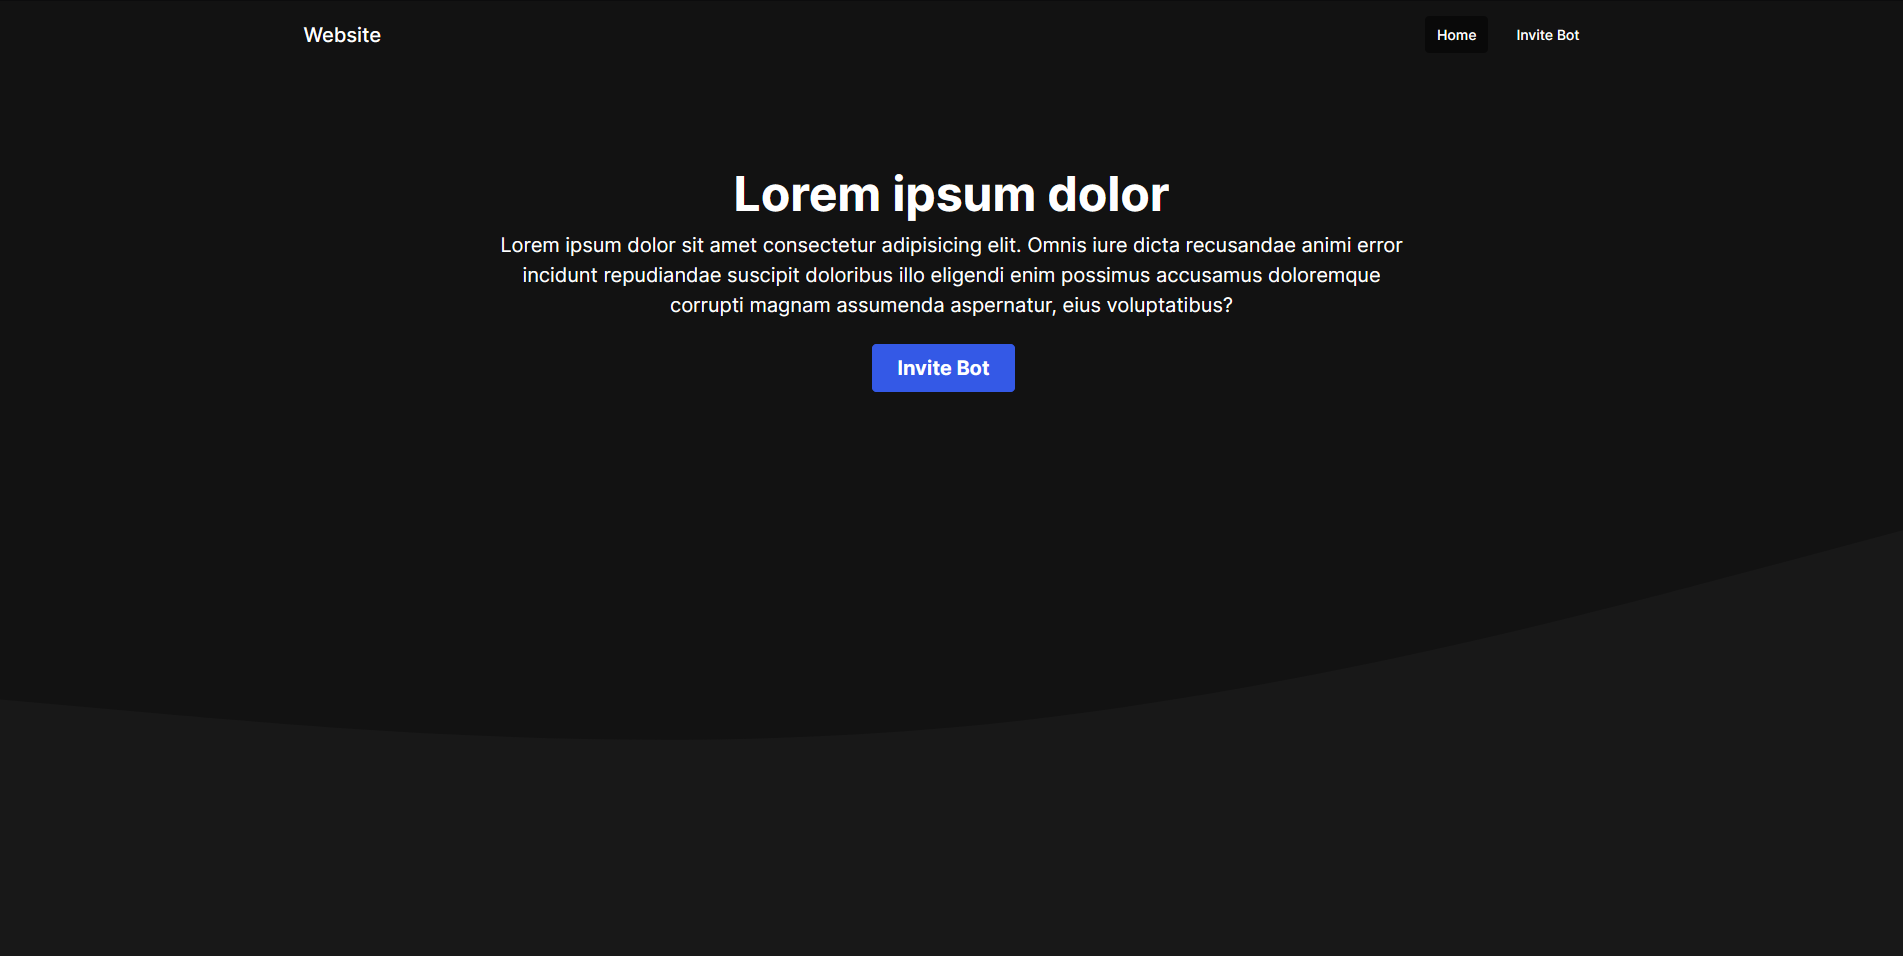 Website
Home
Invite Bot
Lorem ipsum dolor
Lorem ipsum dolor sit amet consectetur adipisicing elit. Omnis iure dicta recusandae animi error
incidunt repudiandae suscipit doloribus illo eligendi enim possimus accusamus doloremque
corrupti magnam assumenda aspernatur, eius voluptatibus?
Invite Bot